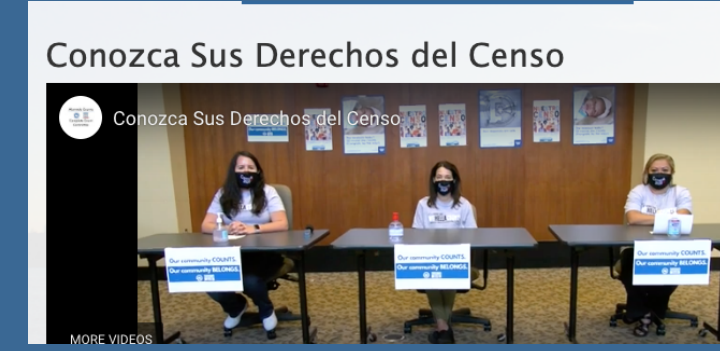 Conozca Sus Derechos del Censo
Conozca Sus Derechos del Censo
Our community COUNTS.
Our community BELONGS.
Our community COUNTS.
Our community BELONGS.
Our community COUNTS.
Our community BELONGS.
MORE VIDEOS